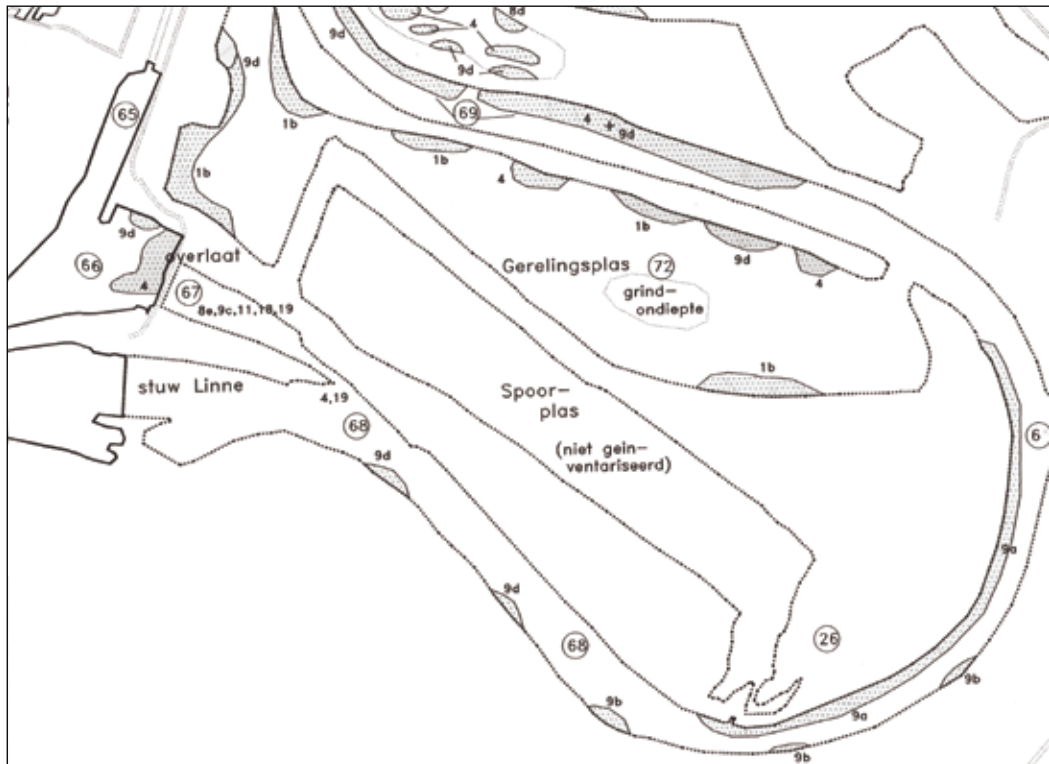 4
8d
9d
9d
9d
65
69
4 + 9d
1b
1b
4
1b
9d
66
overlaat
1b
9d
4
67
4
8e,9c,11,18,19
Gerelingsplas
72
grind-
ondiepte
stuw Linne
4,19
1b
Spoor-
plas
68
(niet gein-
ventariseerd)
6
9d
9a
9d
68
26
9b
9b
9a
9b